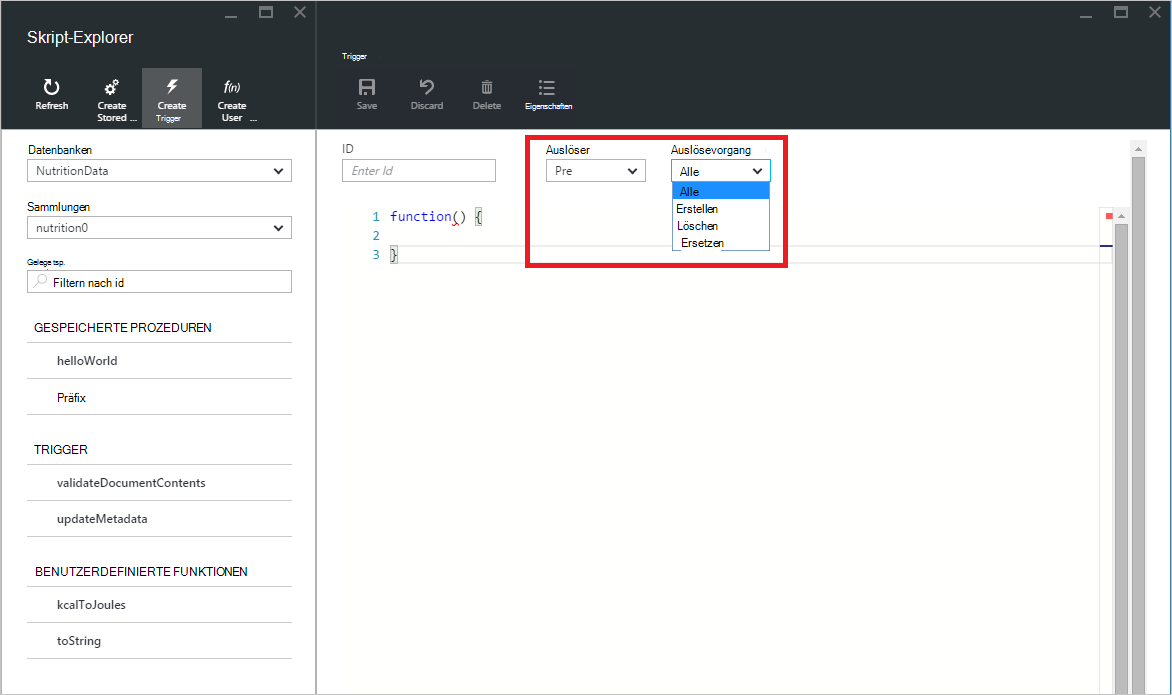 Skript-Explorer
Refresh
Create
Stored ...
Create
Trigger
f(n)
Create
User ...
Datenbanken
NutritionData
Sammlungen
nutrition0
Gelege tsp.
Filtern nach id
GESPEICHERTE PROZEDUREN
helloWorld
Präfix
TRIGGER
validateDocumentContents
updateMetadata
BENUTZERDEFINIERTE FUNKTIONEN
kcalToJoules
toString
Trigger
Save
Discard
Delete
Eigenschaften
ID
Enter Id
Auslöser
Pre
Auslösevorgang
Alle
Alle
Erstellen
Löschen
Ersetzen
1 function() {
2
3 }